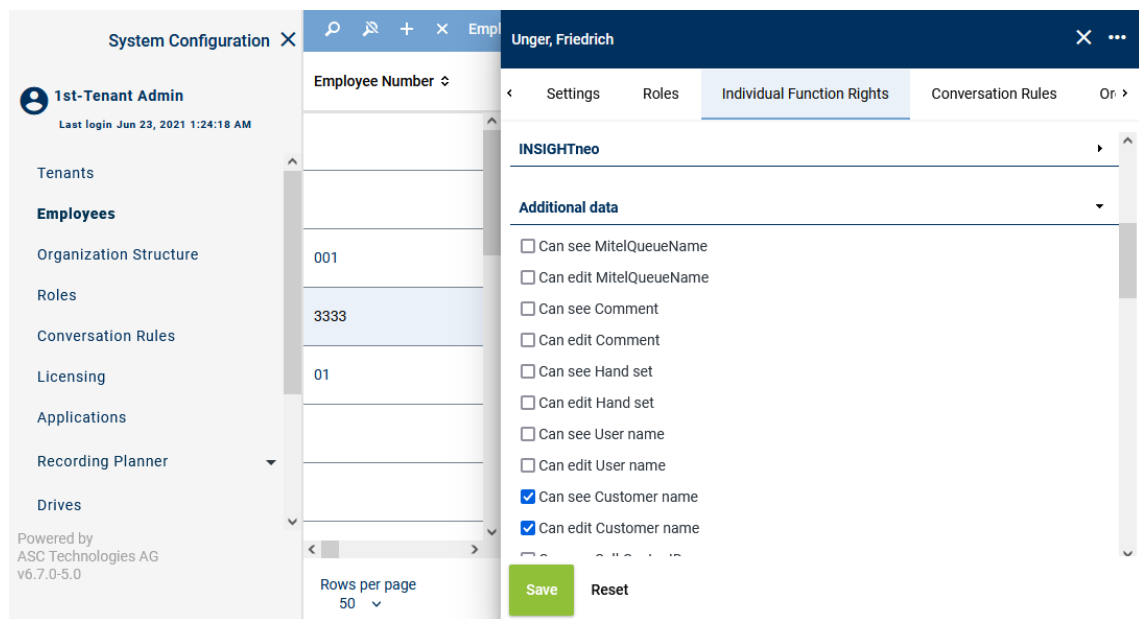 System Configuration
1st-Tenant Admin
Last login Jun 23, 2021 1:24:18 AM
Tenants
Employees
Organization Structure
Roles
Conversation Rules
Licensing
Applications
Recording Planner
Drives
Powered by
ASC Technologies AG
v6.7.0-5.0
Empl
Employee Number
001
3333
01
Rows per page
50
Unger, Friedrich
Settings Roles Individual Function Rights Conversation Rules Or
INSIGHTneo
Additional data
Can see MitelQueueName
Can edit MitelQueueName
Can see Comment
Can edit Comment
Can see Hand set
Can edit Hand set
Can see User name
Can edit User name
Can see Customer name
Can edit Customer name
Save Reset